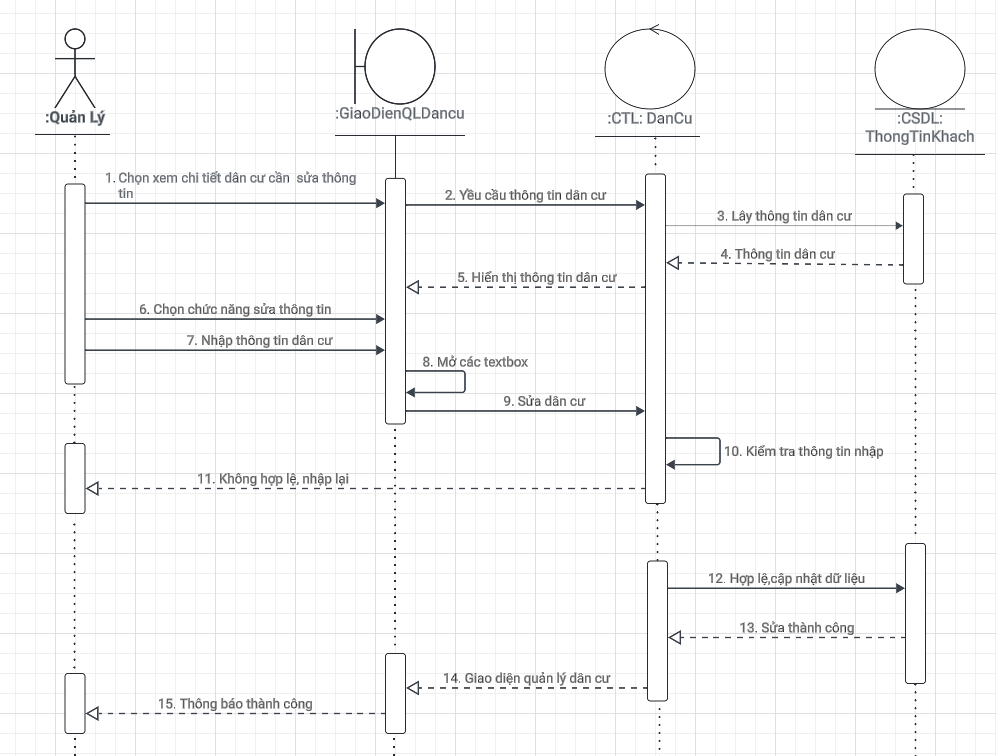 :Quản Lý
:GiaoDienQLDancu
:CTL: DanCu
:CSDL:
ThongTinKhach
1. Chọn xem chi tiết dân cư cần sửa thông
tin
2. Yều cầu thông tin dân cư
3. Lây thông tin dân cư
4. Thông tin dân cư
5. Hiển thị thông tin dân cư
6. Chọn chức năng sửa thông tin
7. Nhập thông tin dân cư
8. Mở các textbox
9. Sửa dân cư
10. Kiểm tra thông tin nhập
11. Không hợp lệ, nhập lại
12. Hợp lệ,cập nhật dữ liệu
13. Sửa thành công
14. Giao diện quản lý dân cư
15. Thông báo thành công